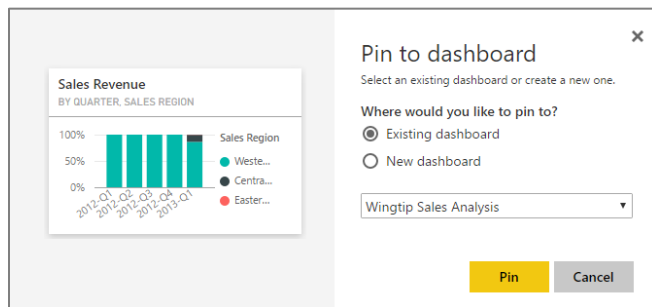 Pin to dashboard
Select an existing dashboard or create a new one.
Where would you like to pin to?
Existing dashboard
New dashboard
Wingtip Sales Analysis
Pin
Cancel
Sales Revenue
BY QUARTER, SALES REGION
100%
50%
0%
2012-Q1
2012-Q2
2012-Q3
2012-Q4
2013-Q1
Sales Region
Weste...
Centra...
Easter...